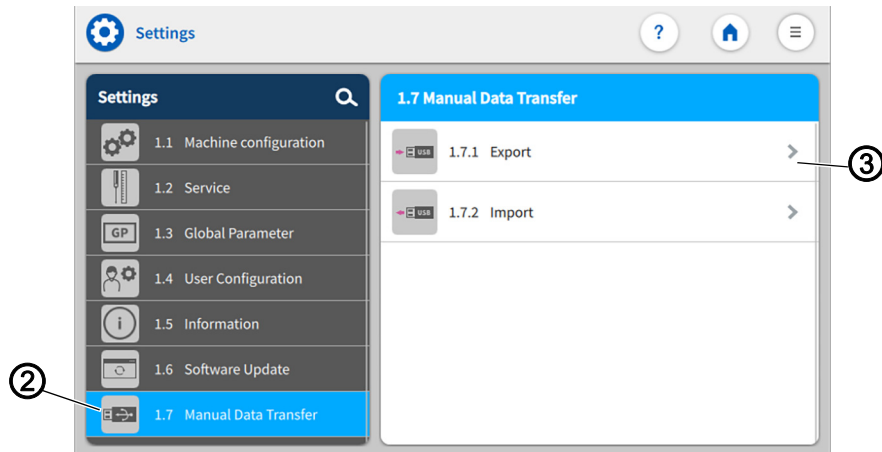 Settings
?
Settings
1.7 Manual Data Transfer
1.1 Machine configuration
USB
1.7.1 Export
③
1.2 Service
USB
1.7.2 Import
GP
1.3 Global Parameter
1.4 User Configuration
i
1.5 Information
1.6 Software Update
②
1.7 Manual Data Transfer